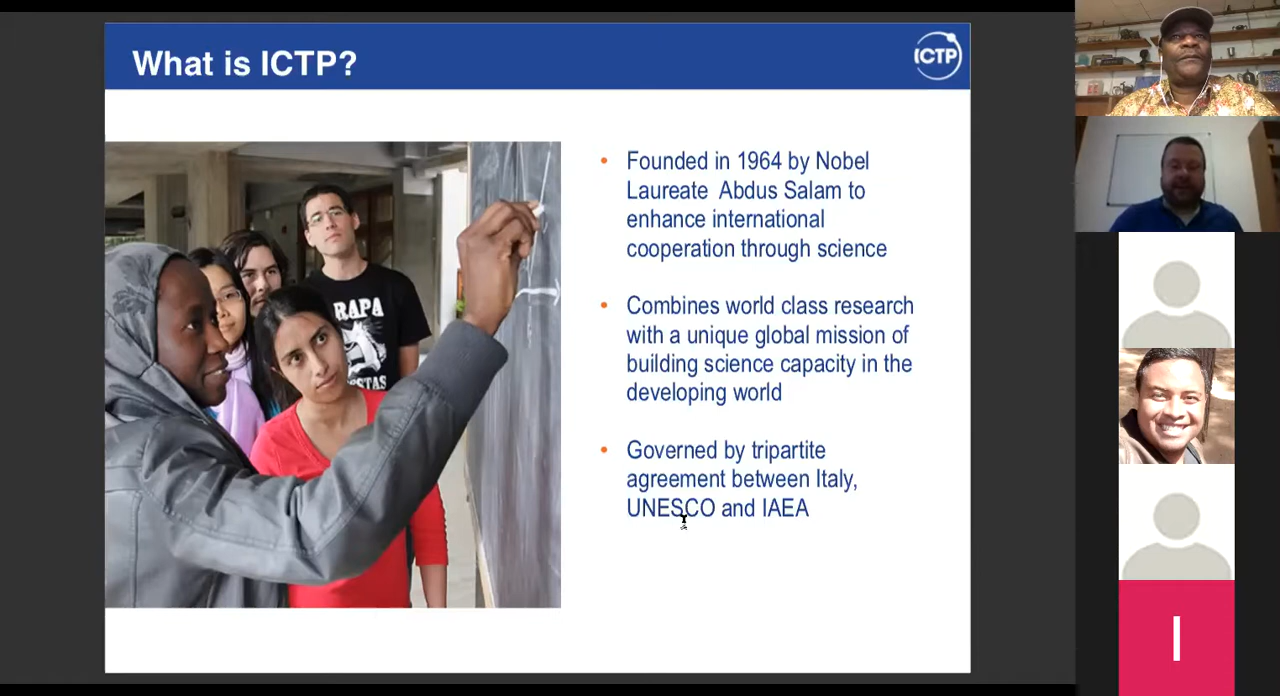 What is ICTP?
ICTP
• Founded in 1964 by Nobel
Laureate Abdus Salam to
enhance international
cooperation through science
• Combines world class research
with a unique global mission of
building science capacity in the
developing world
• Governed by tripartite
agreement between Italy,
UNESCO and IAEA
RAPA
I